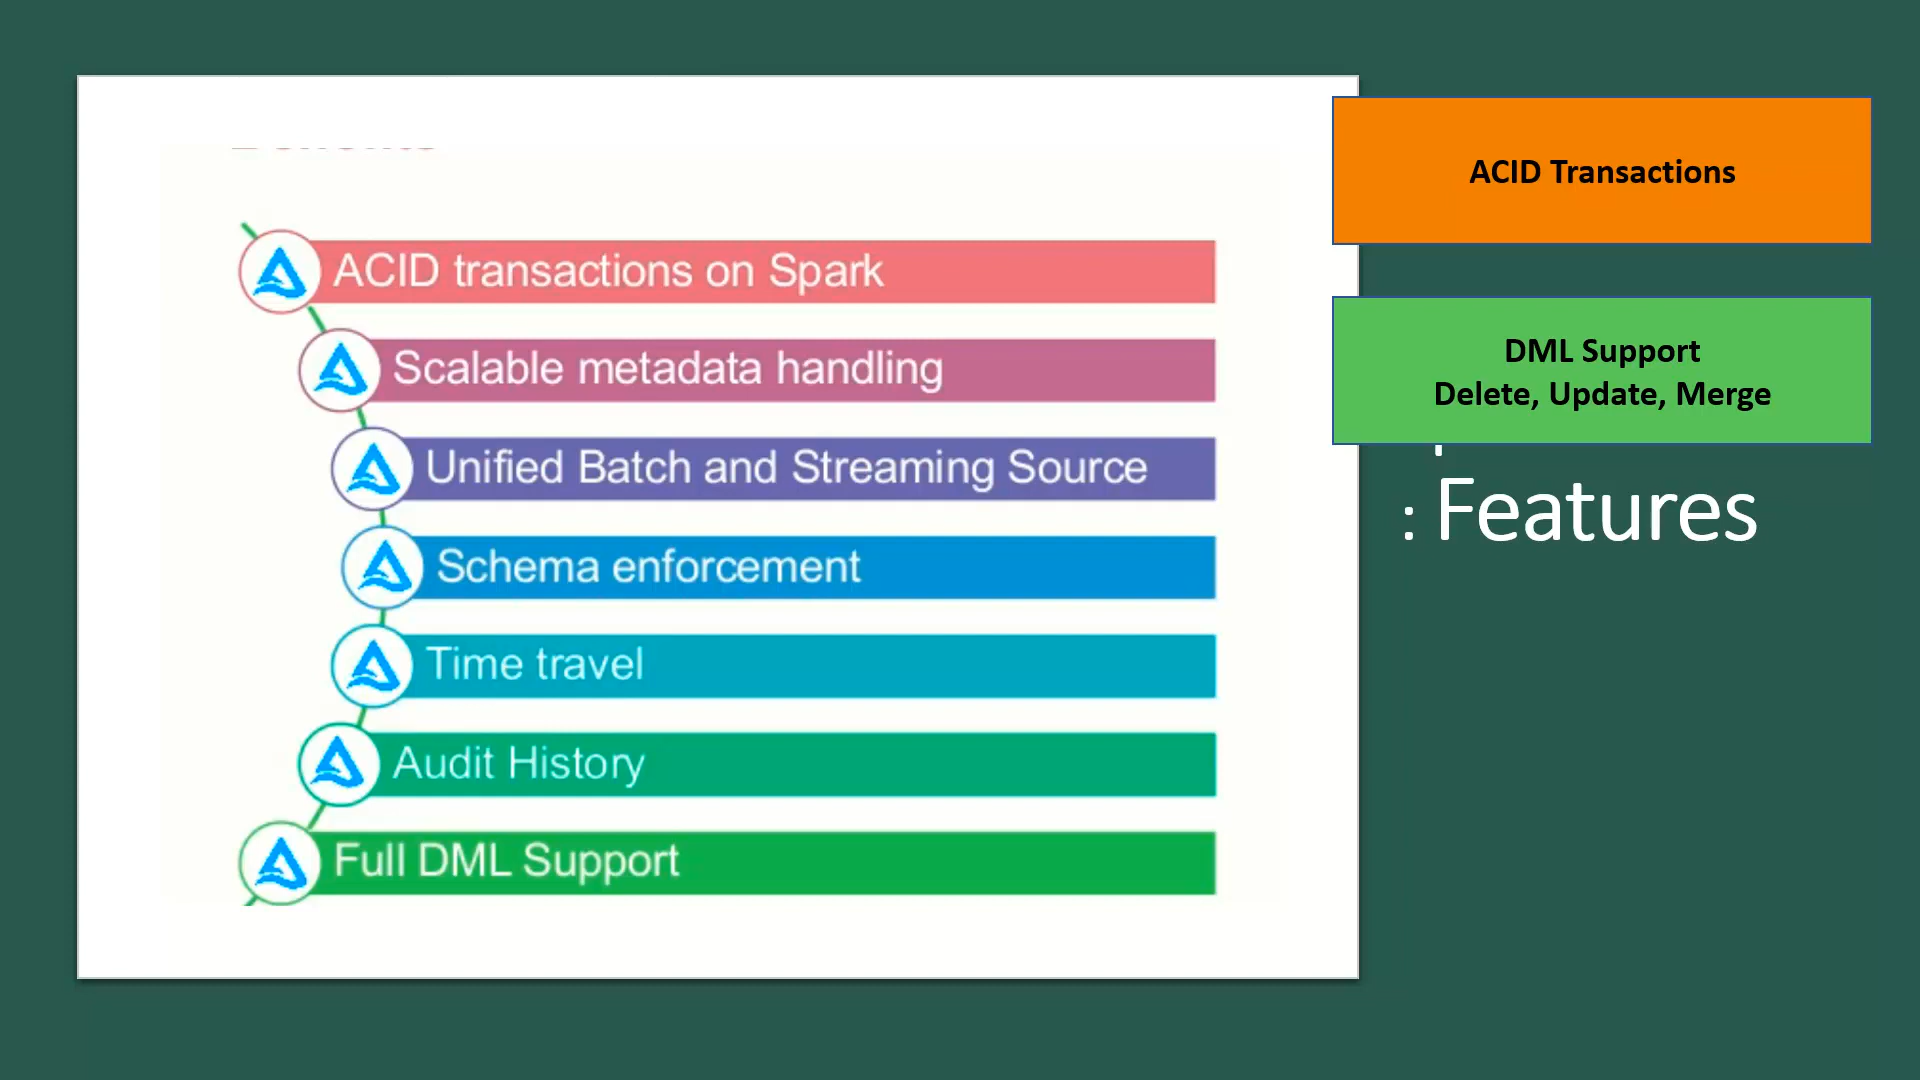 ACID transactions on Spark
Scalable metadata handling
Unified Batch and Streaming Source
Schema enforcement
Time travel
Audit History
Full DML Support
ACID Transactions
DML Support
Delete, Update, Merge
: Features